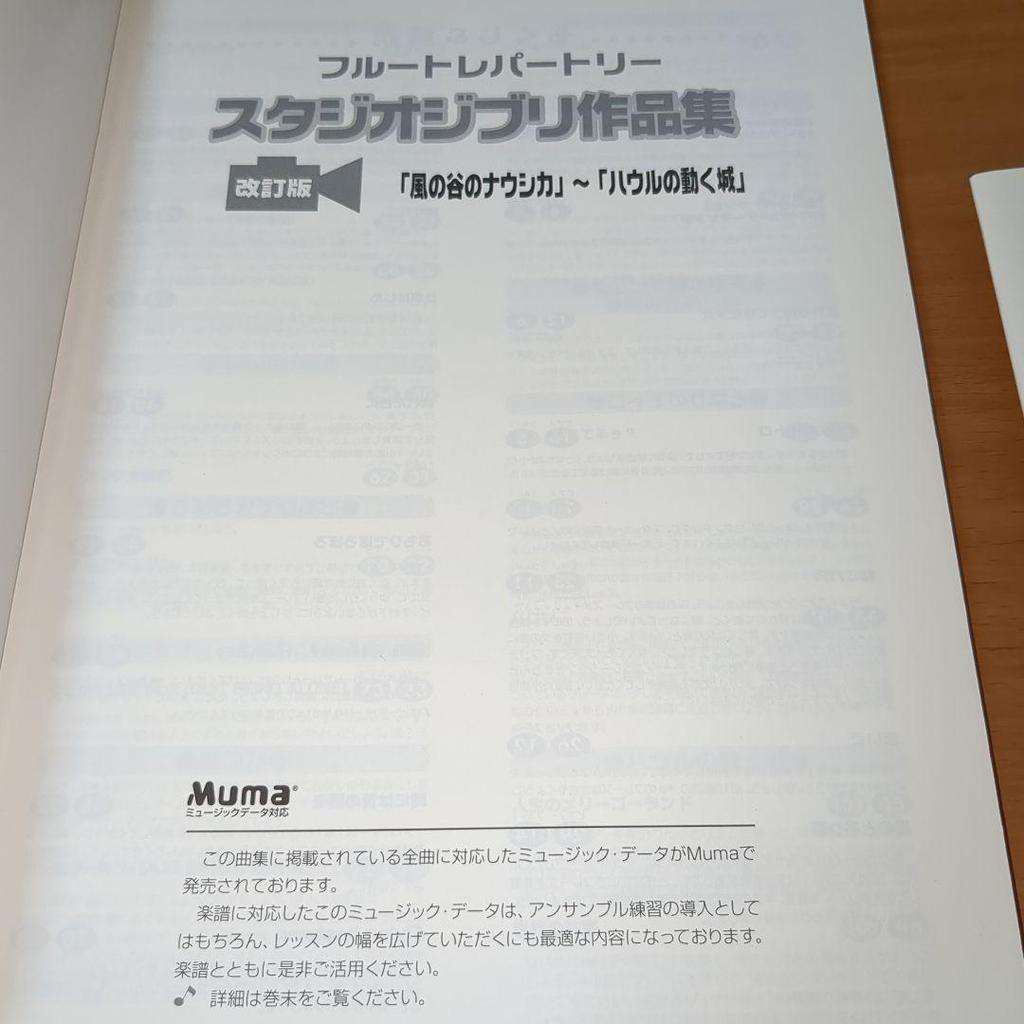 フルートレパートリー
スタジオジブリ作品集
改訂版
「風の谷のナウシカ」～「ハウルの動く城」
Muma®
ミュージックデータ対応
この曲集に掲載されている全曲に対応したミュージック・データがMumaで
発売されております。
楽譜に対応したこのミュージック・データは、アンサンブル練習の導入として
はもちろん、レッスンの幅を広げていただくにも最適な内容になっております。
楽譜とともに是非ご活用ください。
♪ 詳細は巻末をご覧ください。